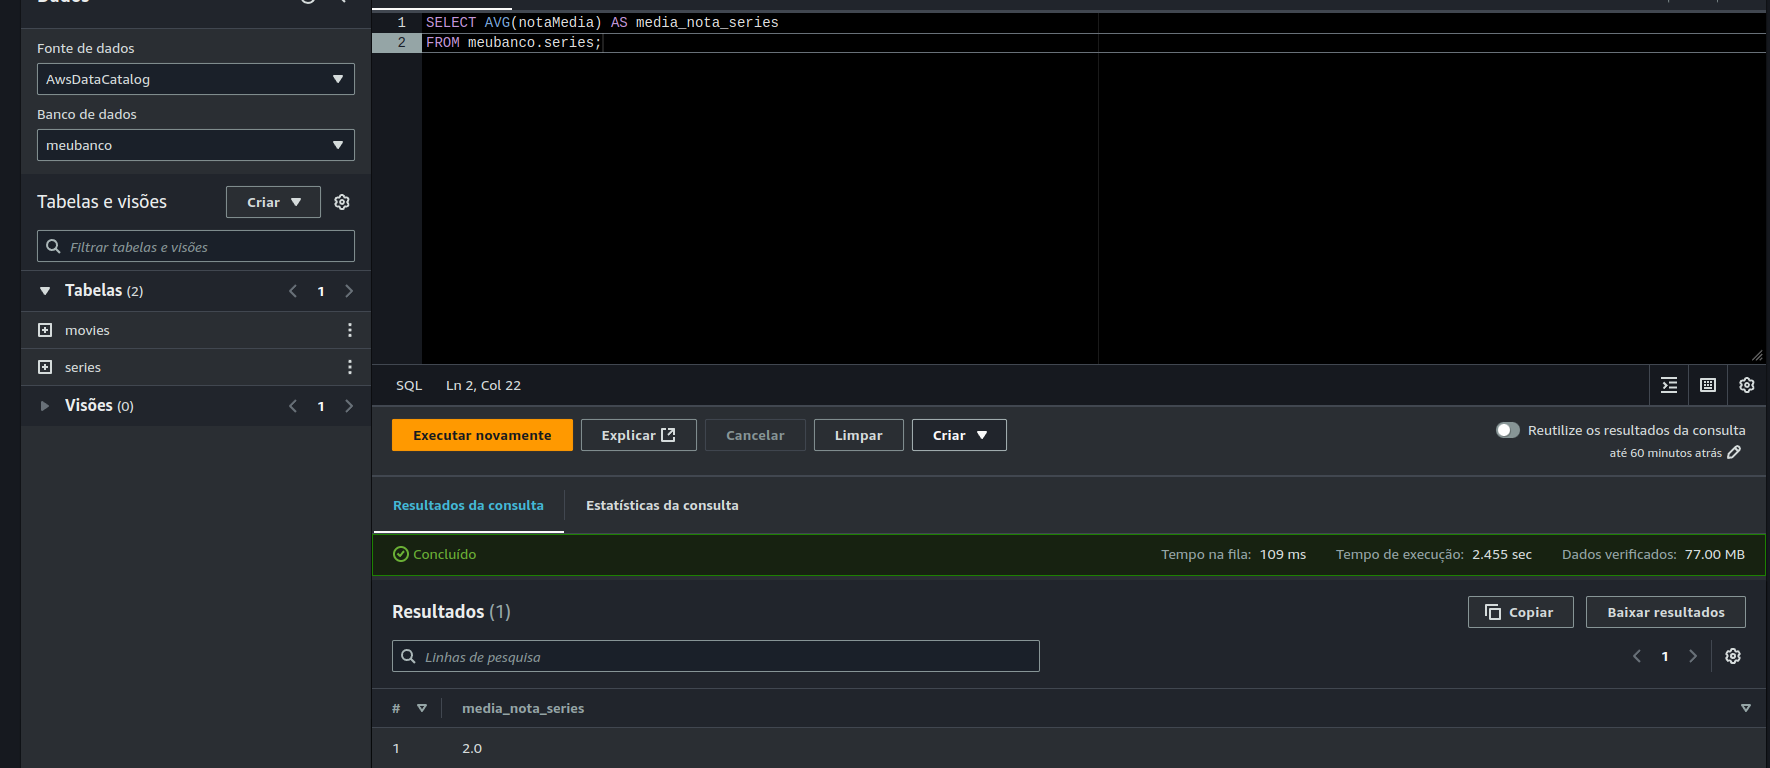 Dados
Fonte de dados
AwsDataCatalog
Banco de dados
meubanco
Tabelas e visões
Criar
Filtrar tabelas e visões
Tabelas (2)
1
movies
series
Visões (0)
1
1 SELECT AVG(notaMedia) AS media_nota_series
2 FROM meubanco.series;
SQL Ln 2, Col 22
Executar novamente
Explicar
Cancelar
Limpar
Criar
Reutilize os resultados da consulta
até 60 minutos atrás
Resultados da consulta
Estatísticas da consulta
Concluído
Tempo na fila: 109 ms
Tempo de execução: 2.455 sec
Dados verificados: 77.00 MB
Resultados (1)
Copiar
Baixar resultados
Linhas de pesquisa
1
# media_nota_series
1 2.0